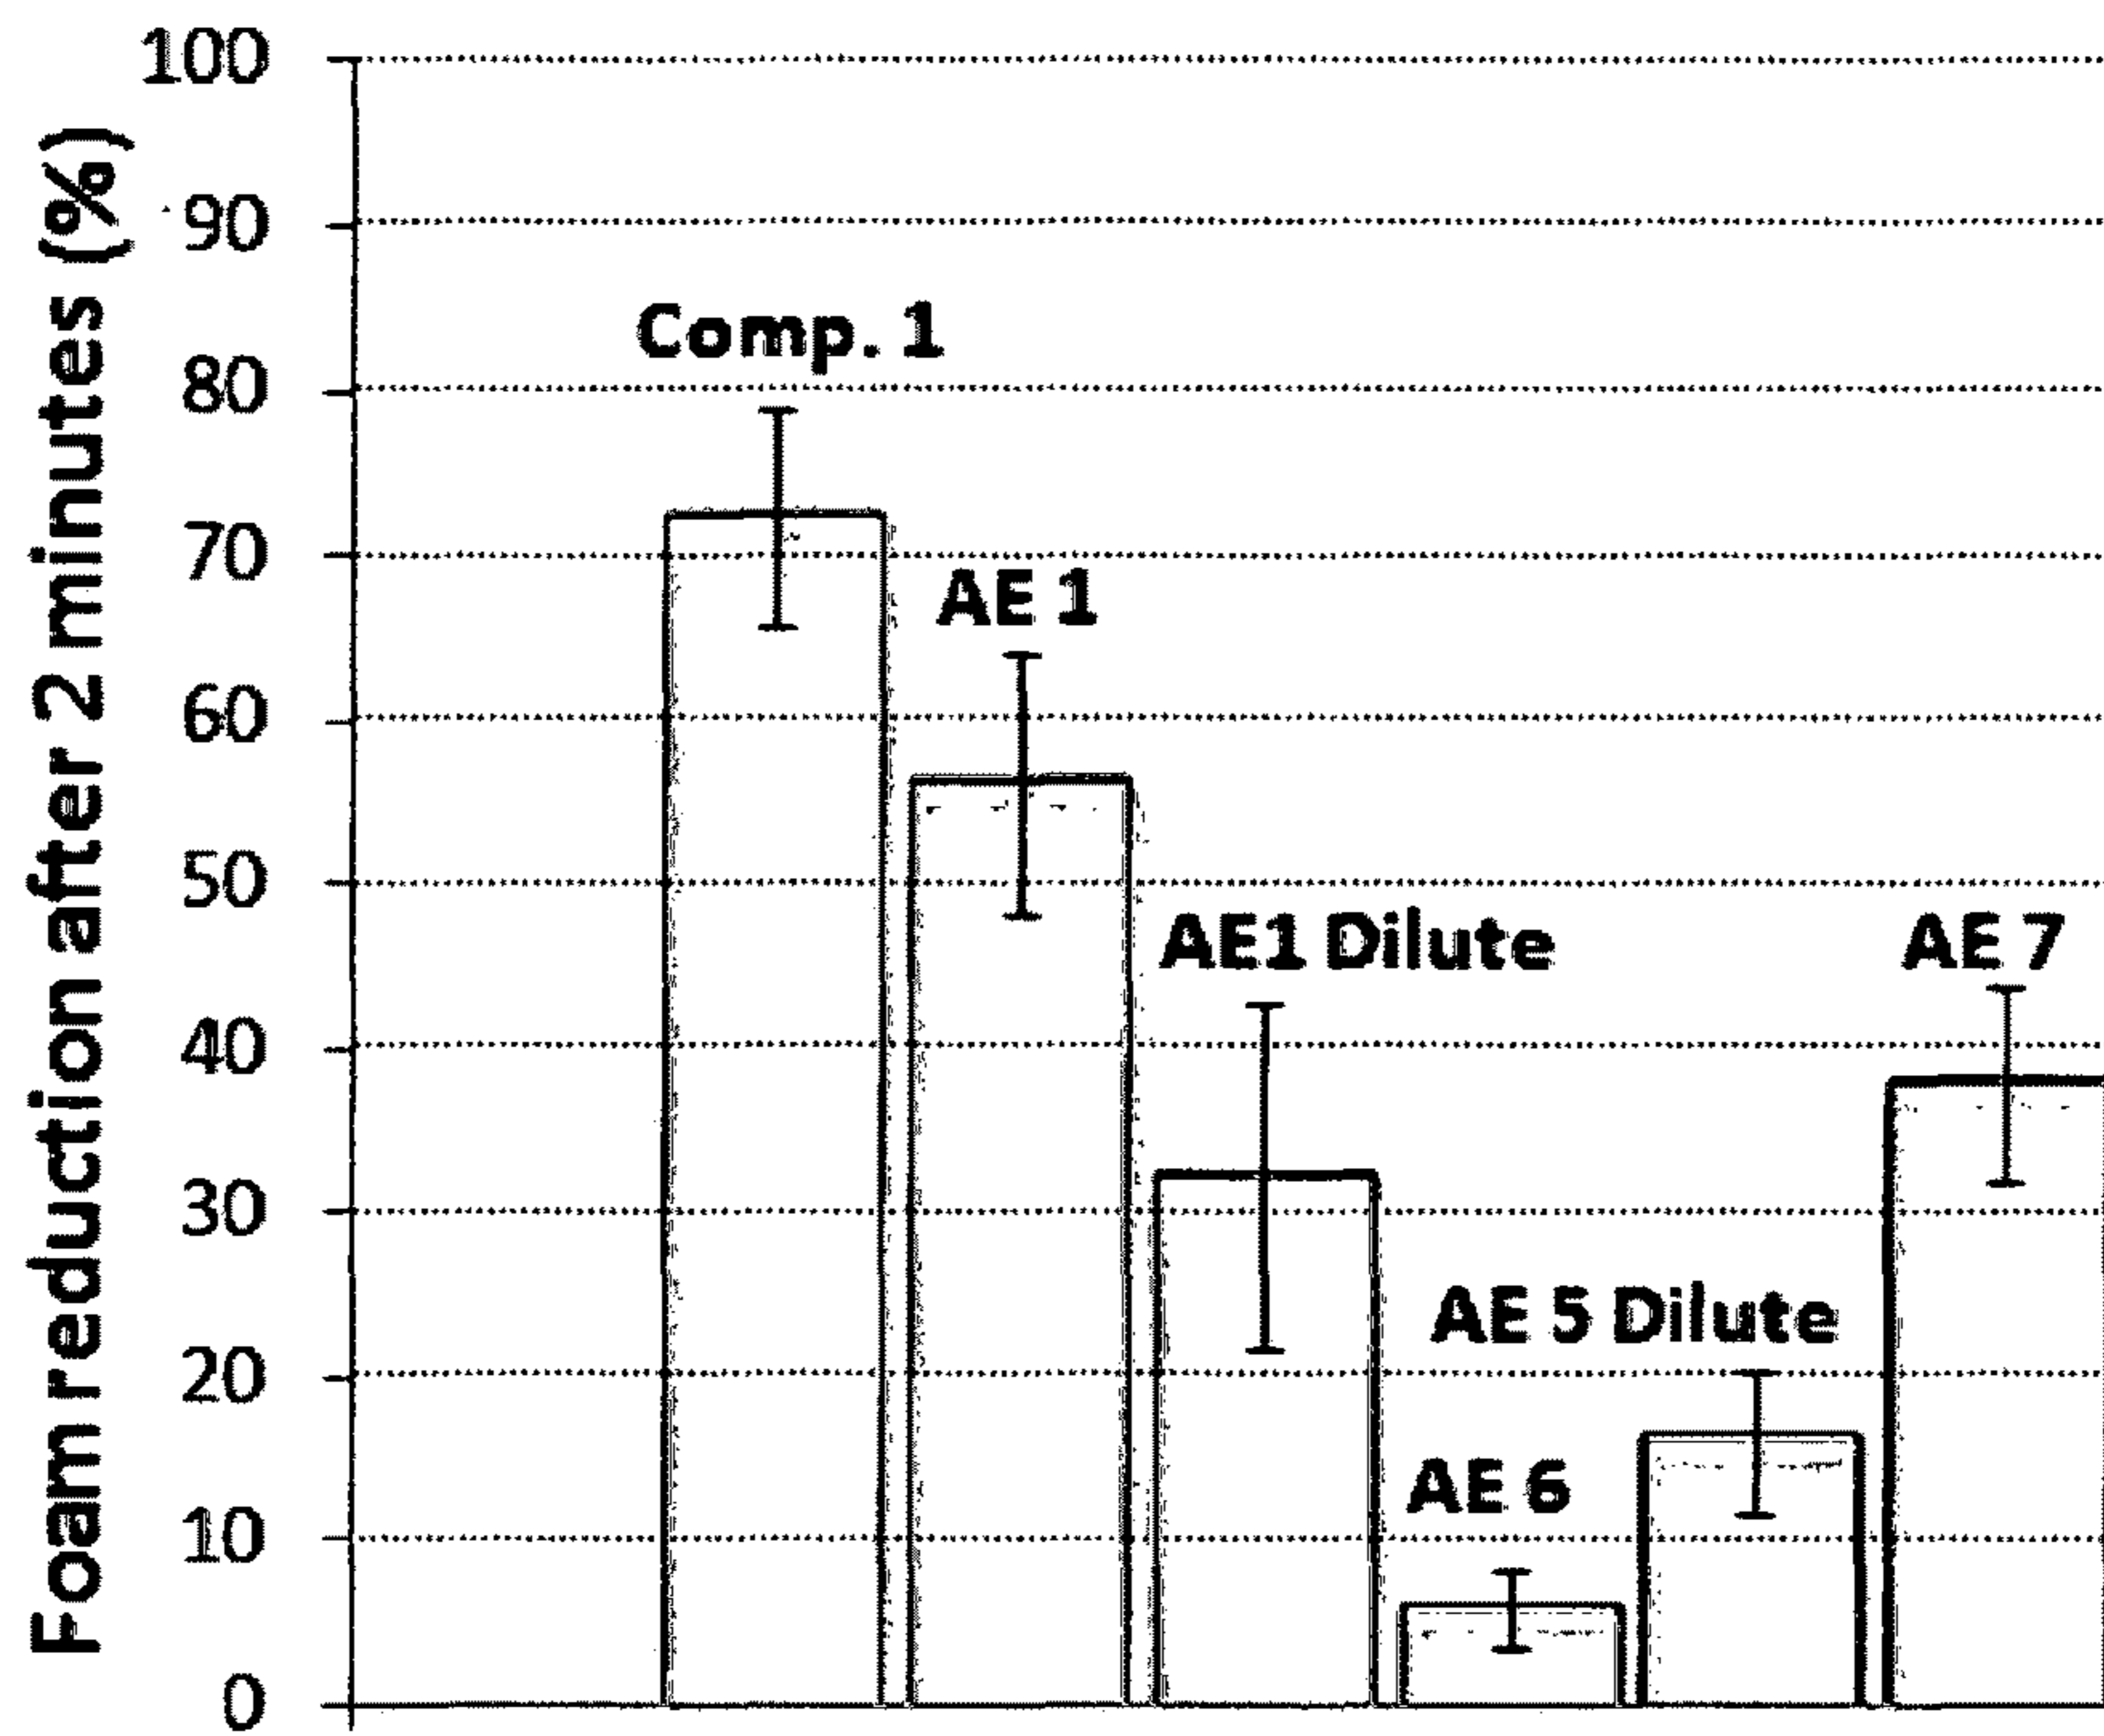 Foam reduction after 2 minutes (%)
100
90
80
70
60
50
40
30
20
10
0
Comp. 1
AE 1
AE1 Dilute
AE 6
AE 5 Dilute
AE 7